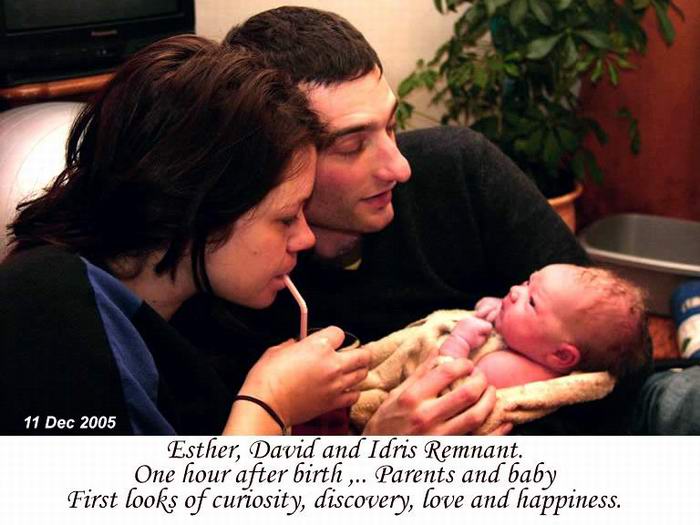 11 Dec 2005
Esther, David and Idris Remnant.
One hour after birth ,.. Parents and baby
First looks of curiosity, discovery, love and happiness.